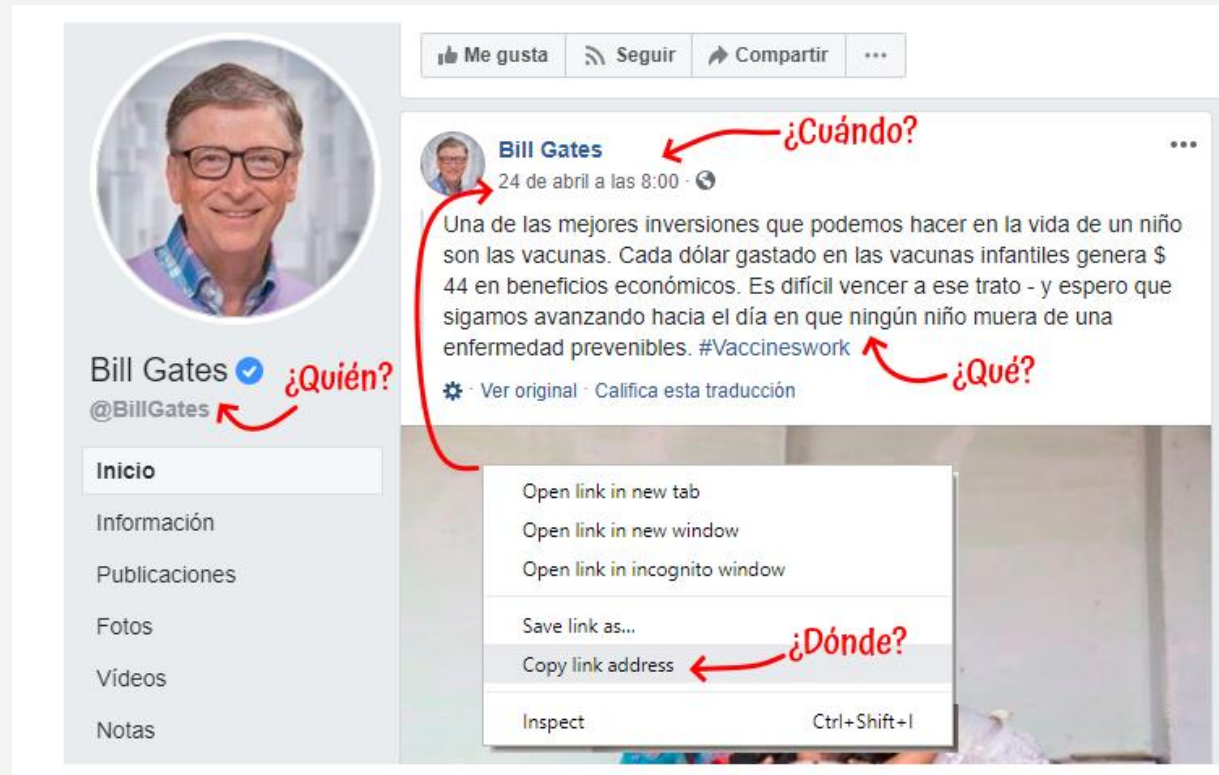 Me gusta
Seguir
Compartir
...
Bill Gates
¿Cuándo?
24 de abril a las 8:00 ·
Una de las mejores inversiones que podemos hacer en la vida de un niño
son las vacunas. Cada dólar gastado en las vacunas infantiles genera $
44 en beneficios económicos. Es difícil vencer a ese trato - y espero que
sigamos avanzando hacia el día en que ningún niño muera de una
enfermedad prevenibles. #Vaccineswork
¿Qué?
· Ver original · Califica esta traducción
Bill Gates
¿Quién?
@BillGates
Inicio
Información
Publicaciones
Fotos
Vídeos
Notas
Open link in new tab
Open link in new window
Open link in incognito window
Save link as...
¿Dónde?
Copy link address
Inspect Ctrl+Shift+I